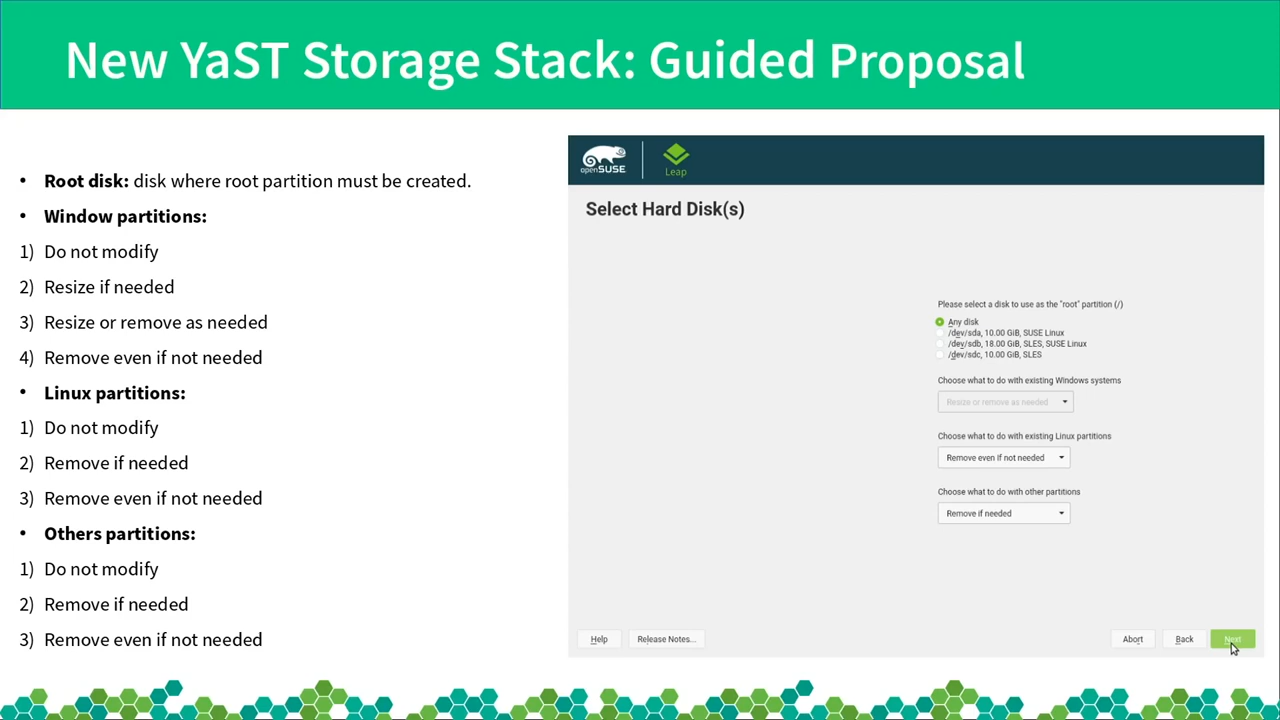 New YaST Storage Stack: Guided Proposal
• Root disk: disk where root partition must be created.
• Window partitions:
1) Do not modify
2) Resize if needed
3) Resize or remove as needed
4) Remove even if not needed
• Linux partitions:
1) Do not modify
2) Remove if needed
3) Remove even if not needed
• Others partitions:
1) Do not modify
2) Remove if needed
3) Remove even if not needed
openSUSE
Leap
Select Hard Disk(s)
Please select a disk to use as the "root" partition (/)
Any disk
/dev/sda, 10.00 GiB, SUSE Linux
/dev/sdb, 18.00 GiB, SLES, SUSE Linux
/dev/sdc, 10.00 GiB, SLES
Choose what to do with existing Windows systems
Resize or remove as needed
Choose what to do with existing Linux partitions
Remove even if not needed
Choose what to do with other partitions
Remove if needed
Help Release Notes... Abort Back Next